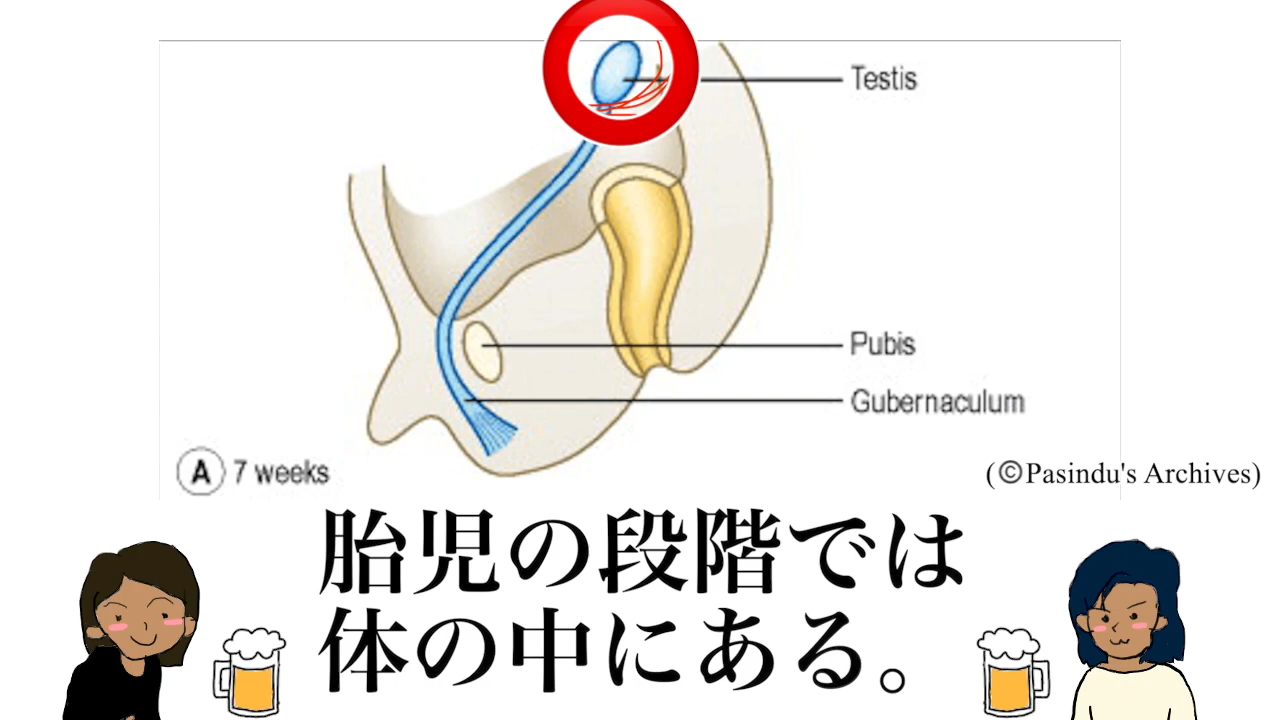 Testis
Pubis
Gubernaculum
A 7 weeks
(©Pasindu's Archives)
胎児の段階では
体の中にある。